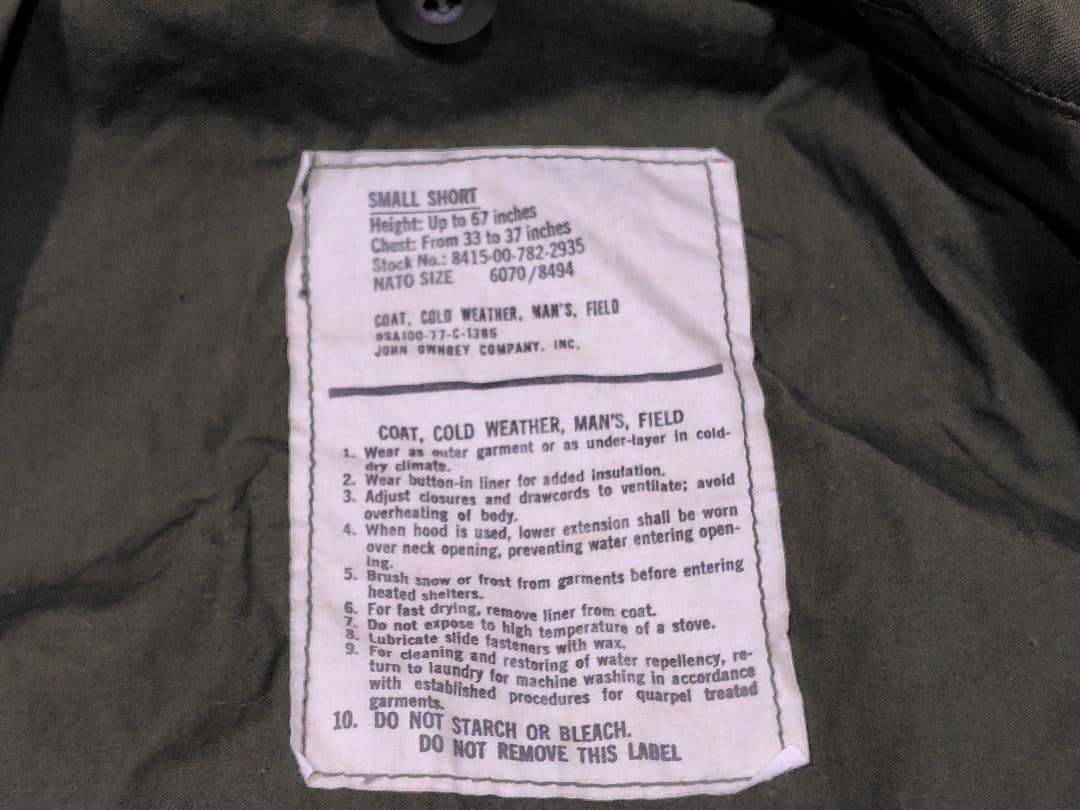 SMALL SHORT
Height: Up to 67 inches
Chest: From 33 to 37 inches
Stock No.: 8415-00-782-2935
NATO SIZE 6070/8494
COAT, COLD WEATHER, MAN'S, FIELD
DSA100-77-C-1386
JOHN OWNBEY COMPANY, INC.
COAT, COLD WEATHER, MAN'S, FIELD
1. Wear as outer garment or as under-layer in cold-
dry climate.
2. Wear button-in liner for added insulation.
3. Adjust closures and drawcords to ventilate; avoid
overheating of body.
4. When hood is used, lower extension shall be worn
over neck opening, preventing water entering open-
ing.
5. Brush snow or frost from garments before entering
heated shelters.
6. For fast drying, remove liner from coat.
7. Do not expose to high temperature of a stove.
8. Lubricate slide fasteners with wax.
9. For cleaning and restoring of water repellency, re-
turn to laundry for machine washing in accordance
with established procedures for quarpel treated
garments.
10. DO NOT STARCH OR BLEACH.
DO NOT REMOVE THIS LABEL